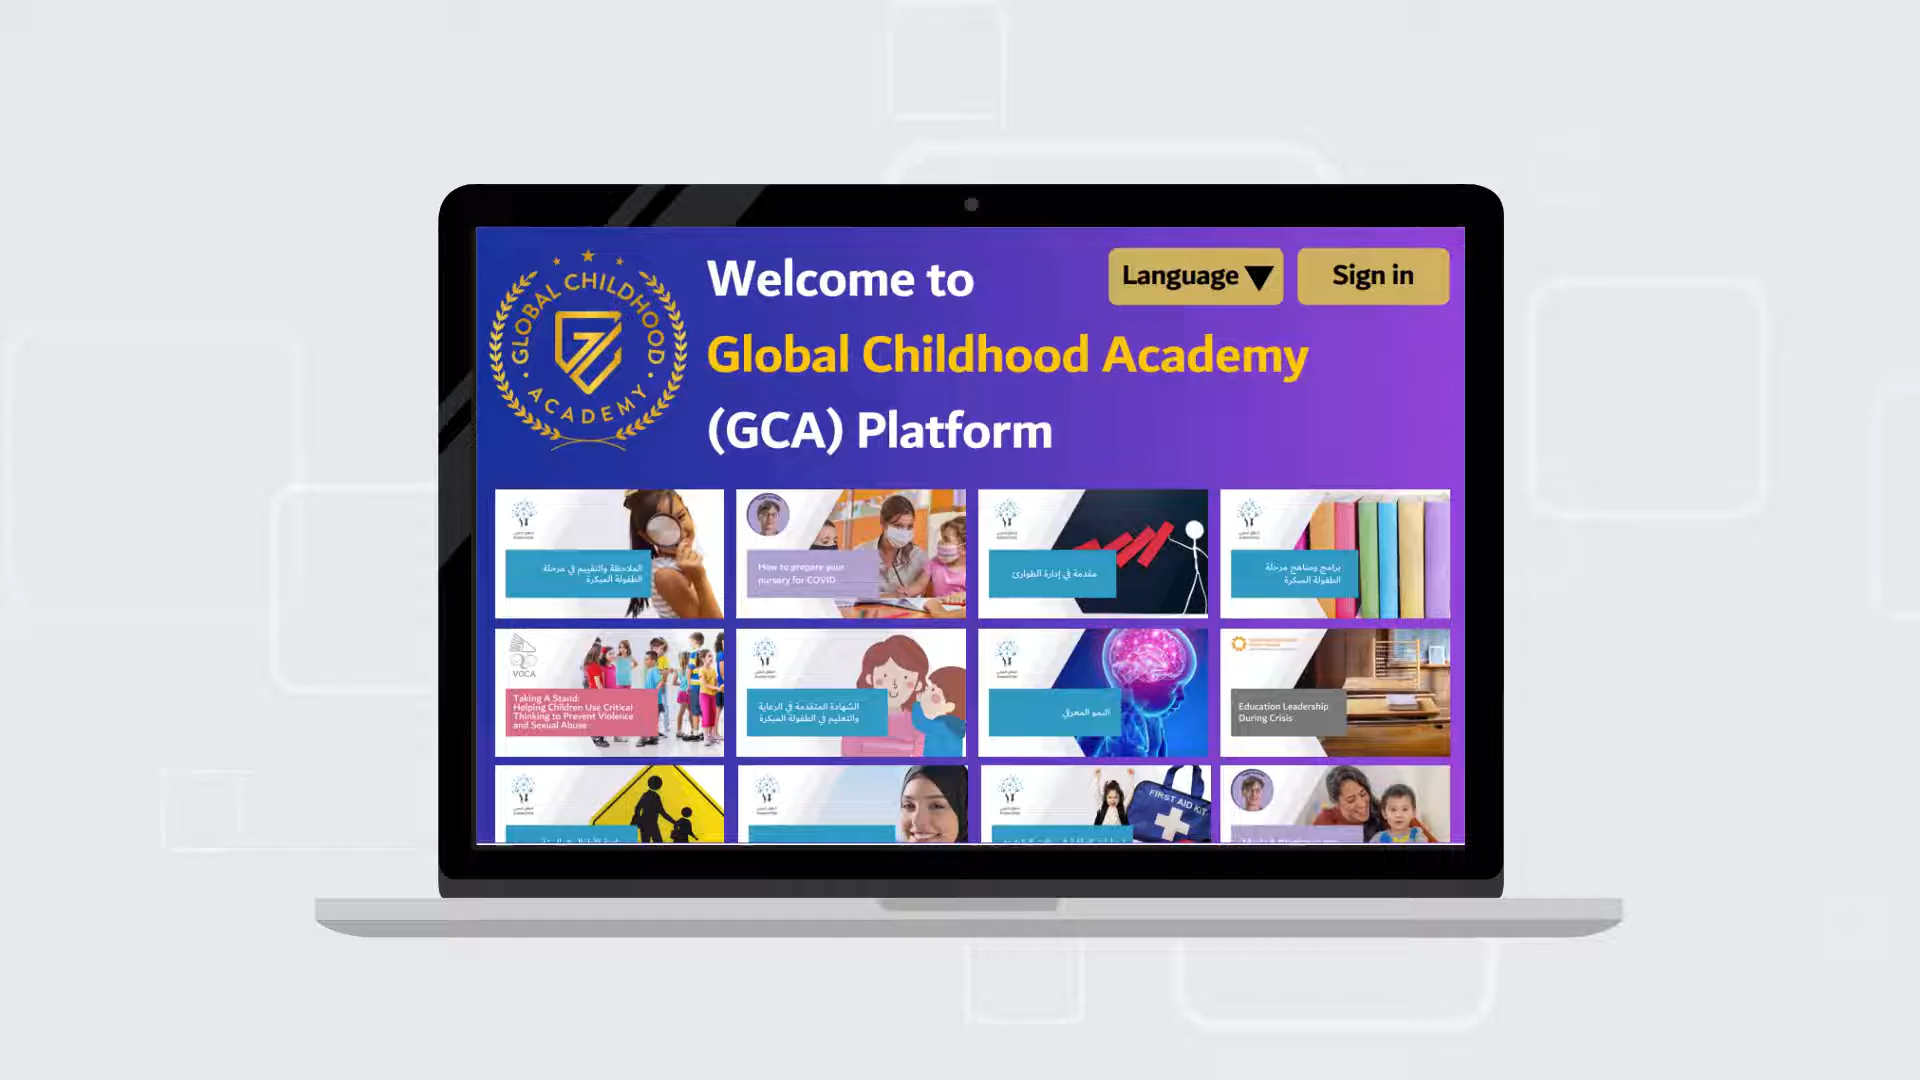 GLOBAL CHILDHOOD
ACADEMY
Welcome to
Global Childhood Academy
(GCA) Platform
Language
Sign in
الملاحظة والتقييم في مرحلة
الطفولة المبكرة
How to prepare your
nursery for COVID
مقدمة في إدارة الطوارئ
برامج ومناهج مرحلة
الطفولة المبكرة
VOCA
Taking A Stand:
Helping Children Use Critical
Thinking to Prevent Violence
and Sexual Abuse
الشهادة المتقدمة في الرعاية
والتعليم في الطفولة المبكرة
النمو المعرفي
Education Leadership
During Crisis
FIRST AID KIT